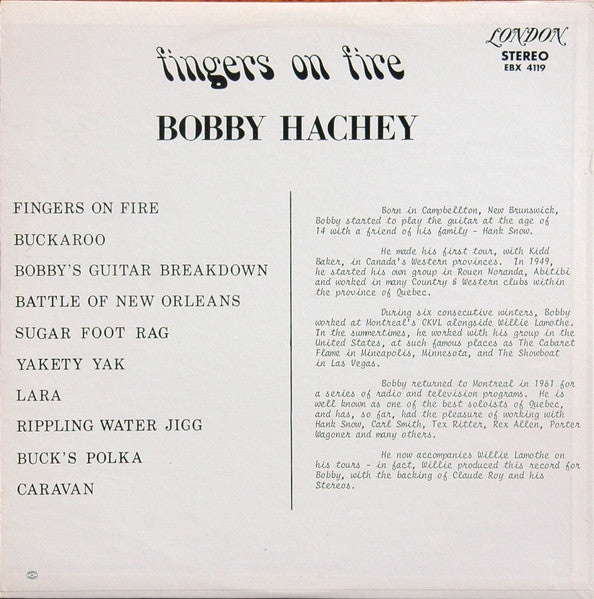 LONDON
STEREO
EBX 4119
fingers on fire
BOBBY HACHEY
FINGERS ON FIRE
BUCKAROO
BOBBY'S GUITAR BREAKDOWN
BATTLE OF NEW ORLEANS
SUGAR FOOT RAG
YAKETY YAK
LARA
RIPPLING WATER JIGG
BUCK'S POLKA
CARAVAN
Born in Campbellton, New Brunswick,
Bobby started to play the guitar at the age of
14 with a friend of his family - Hank Snow.
He made his first tour, with Kidd
Baker, in Canada's Western provinces. In 1949,
he started his own group in Rouen Noranda, Abitibi
and worked in many Country & Western clubs within
the province of Quebec.
During six consecutive winters, Bobby
worked at Montreal's CKVL alongside Willie Lamothe.
In the summertimes, he worked with his group in the
United States, at such famous places as The Cabaret
Flame in Mineapolis, Minnesota, and The Showboat
in Las Vegas.
Bobby returned to Montreal in 1961 for
a series of radio and television programs. He is
well known as one of the best soloists of Quebec,
and has, so far, had the pleasure of working with
Hank Snow, Carl Smith, Tex Ritter, Rex Allen, Porter
Wagoner and many others.
He now accompanies Willie Lamothe on
his tours - in fact, Willie produced this record for
Bobby, with the backing of Claude Roy and his
Stereos.